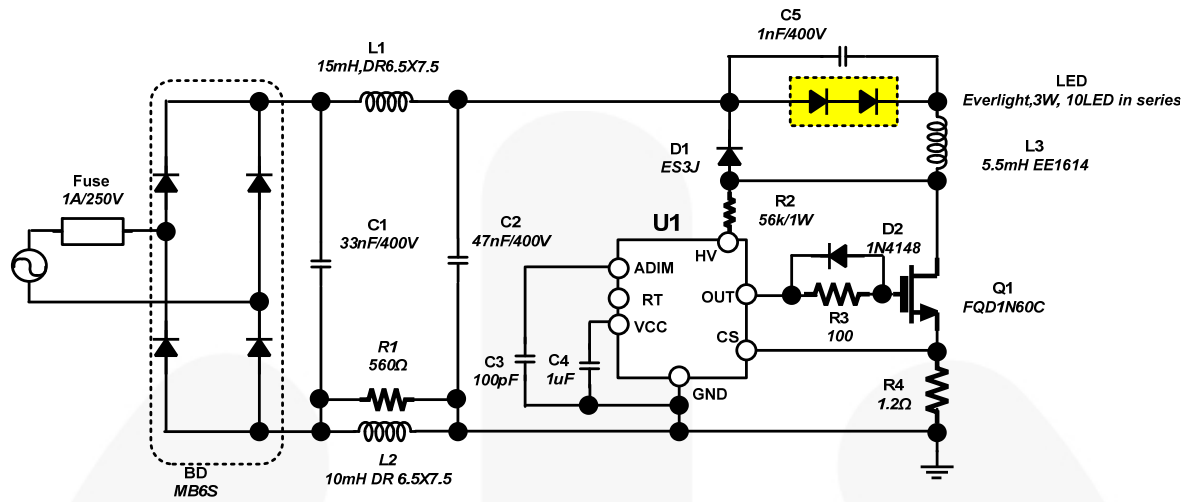 C5
1nF/400V
L1
15mH,DR6.5X7.5
LED
Everlight,3W, 10LED in series
D1
ES3J
L3
5.5mH EE1614
Fuse
1A/250V
R2
56k/1W
U1
C1
33nF/400V
C2
47nF/400V
D2
1N4148
HV
ADIM
RT
VCC
OUT
CS
GND
Q1
FQD1N60C
R3
100
R1
560Ω
C3
100pF
C4
1uF
R4
1.2Ω
BD
MB6S
L2
10mH DR 6.5X7.5